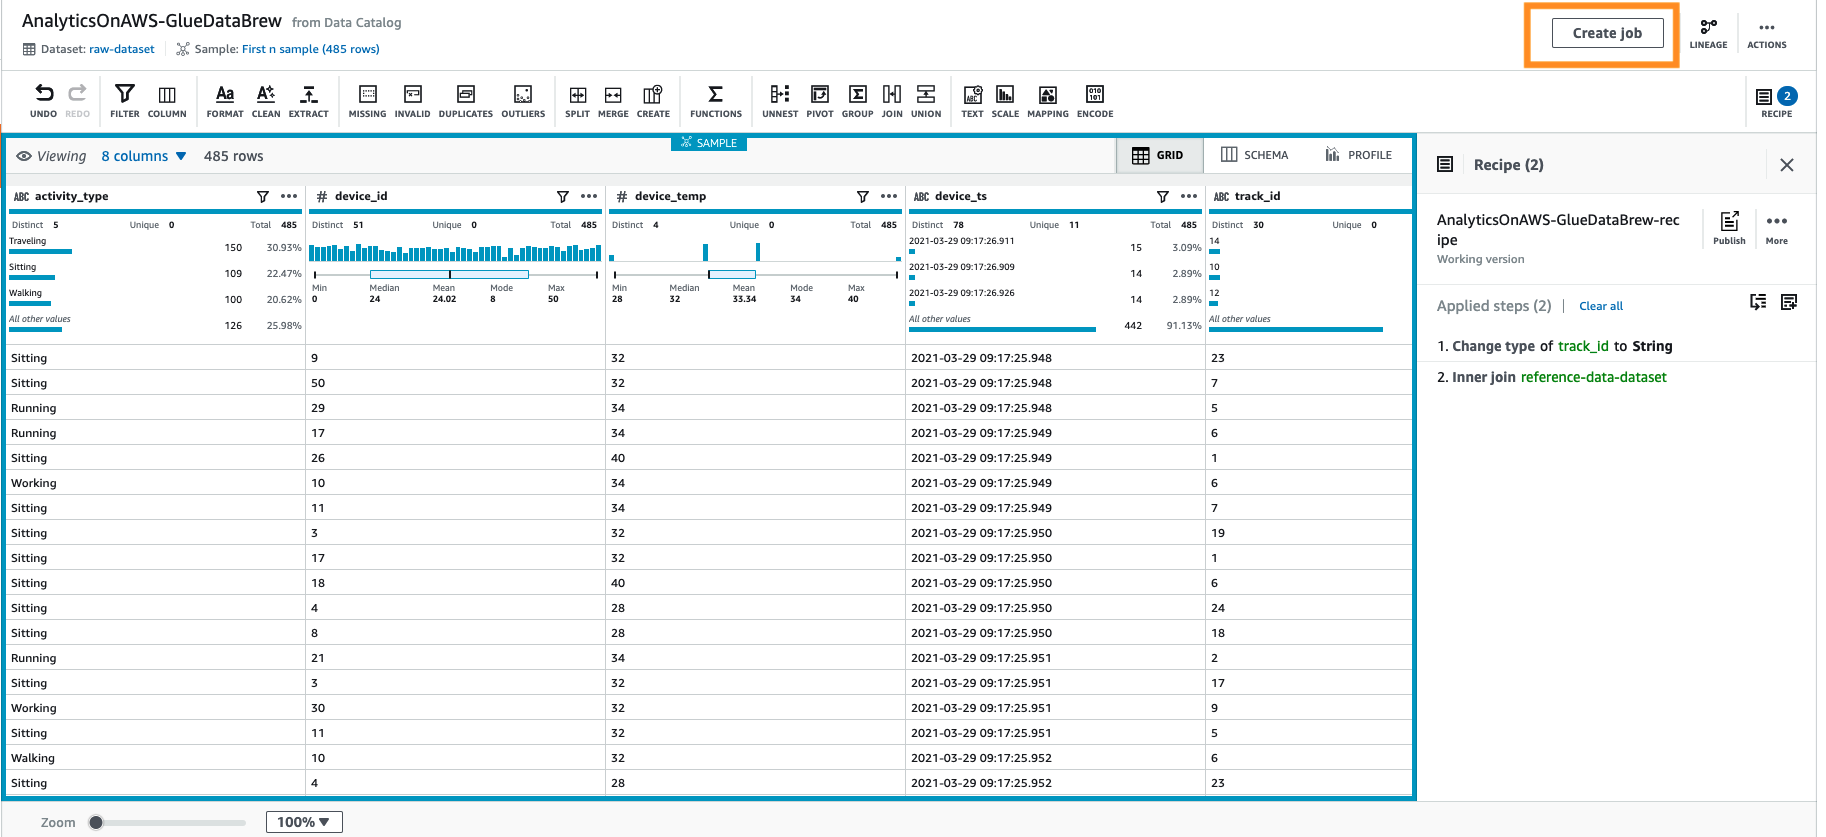 AnalyticsOnAWS-GlueDataBrew from Data Catalog
Dataset: raw-dataset Sample: First n sample (485 rows)
Create job
LINEAGE
ACTIONS
UNDO REDO FILTER COLUMN FORMAT CLEAN EXTRACT MISSING INVALID DUPLICATES OUTLIERS SPLIT MERGE CREATE FUNCTIONS UNNEST PIVOT GROUP JOIN UNION TEXT SCALE MAPPING ENCODE
2
RECIPE
Viewing 8 columns 485 rows
SAMPLE
GRID SCHEMA PROFILE
ABC activity_type # device_id # device_temp ABC device_ts ABC track_id
Distinct 5 Unique 0 Total 485 Distinct 51 Unique 0 Total 485 Distinct 4 Unique 0 Total 485 Distinct 78 Unique 11 Total 485 Distinct 30 Unique 0
Traveling 150 30.93%
Sitting 109 22.47%
Walking 100 20.62%
All other values 126 25.98%
Min Median Mean Mode Max
0 24 24.02 8 50
Min Median Mean Mode Max
28 32 33.34 34 40
2021-03-29 09:17:26.911 15 3.09%
2021-03-29 09:17:26.909 14 2.89%
2021-03-29 09:17:26.926 14 2.89%
All other values 442 91.13%
14
10
12
All other values
Sitting 9 32 2021-03-29 09:17:25.948 23
Sitting 50 32 2021-03-29 09:17:25.948 7
Running 29 34 2021-03-29 09:17:25.948 5
Running 17 34 2021-03-29 09:17:25.949 6
Sitting 26 40 2021-03-29 09:17:25.949 1
Working 10 34 2021-03-29 09:17:25.949 6
Sitting 11 34 2021-03-29 09:17:25.949 7
Sitting 3 32 2021-03-29 09:17:25.950 19
Sitting 17 32 2021-03-29 09:17:25.950 1
Sitting 18 40 2021-03-29 09:17:25.950 6
Sitting 4 28 2021-03-29 09:17:25.950 24
Sitting 8 28 2021-03-29 09:17:25.950 18
Running 21 34 2021-03-29 09:17:25.951 2
Sitting 3 32 2021-03-29 09:17:25.951 17
Working 30 32 2021-03-29 09:17:25.951 9
Sitting 11 32 2021-03-29 09:17:25.951 5
Walking 10 32 2021-03-29 09:17:25.952 6
Sitting 4 28 2021-03-29 09:17:25.952 23
Recipe (2)
AnalyticsOnAWS-GlueDataBrew-rec
ipe
Working version
Publish More
Applied steps (2) Clear all
1. Change type of track_id to String
2. Inner join reference-data-dataset
Zoom 100%